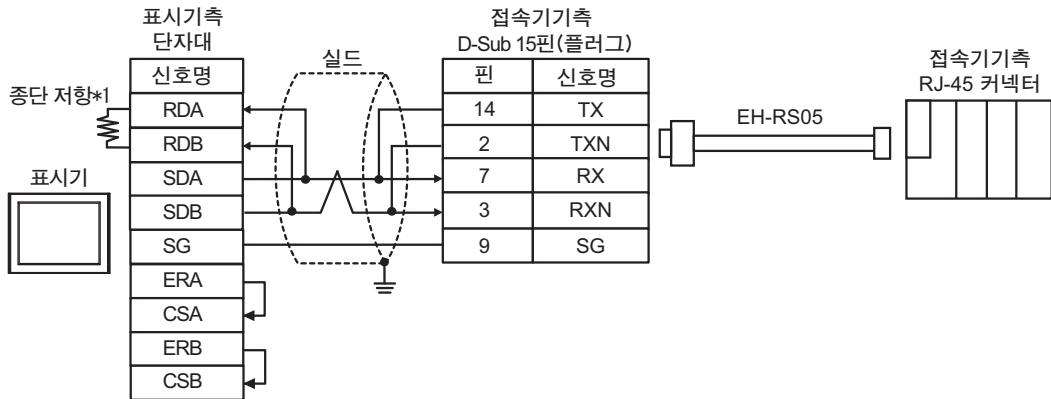 표시기측
단자대
신호명
RDA
RDB
SDA
SDB
SG
ERA
CSA
ERB
CSB
종단 저항*1
표시기
실드
접속기기측
D-Sub 15핀(플러그)
핀 신호명
14 TX
2 TXN
7 RX
3 RXN
9 SG
EH-RS05
접속기기측
RJ-45 커넥터